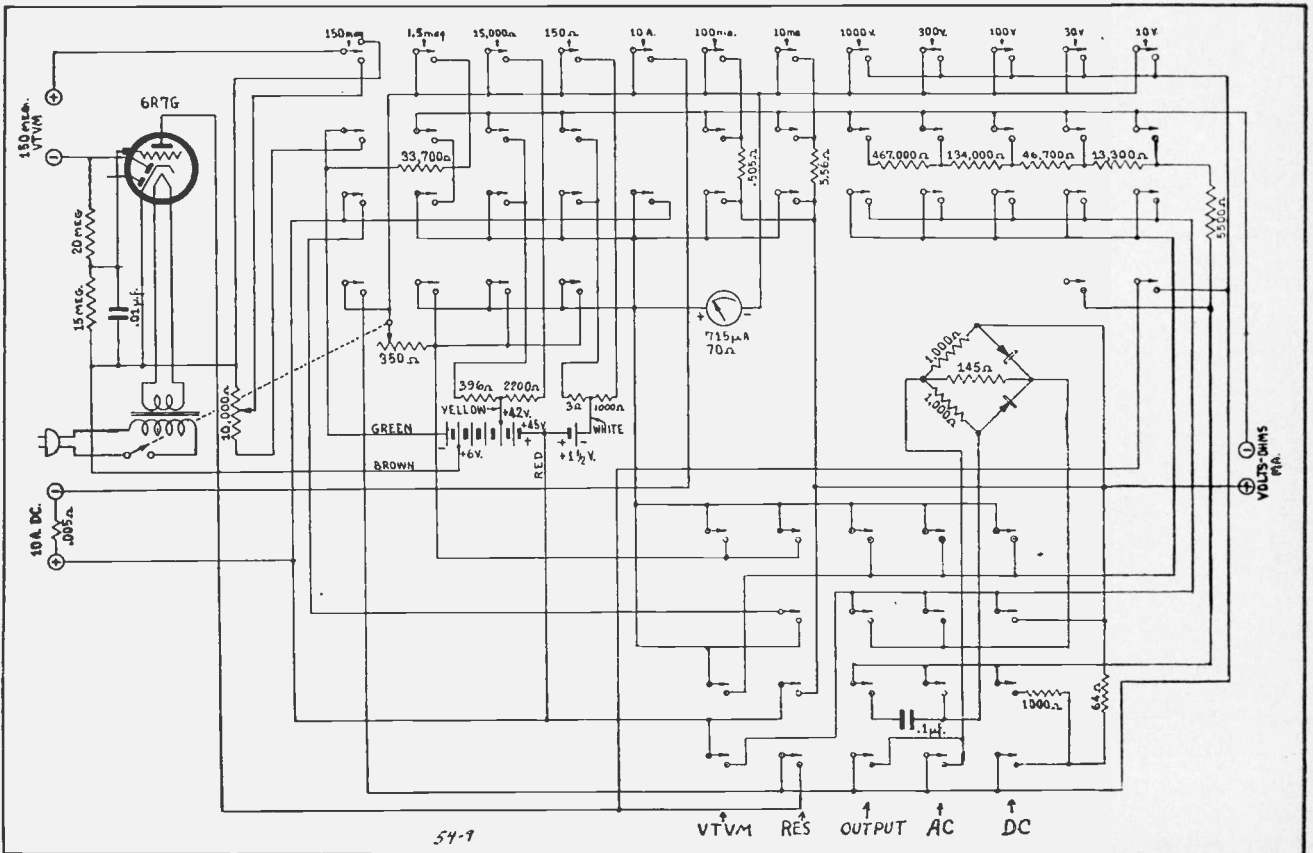 150 meg
1.5 meg
15,000Ω
150Ω
10 A.
100 ma.
10 ma
1000 V.
300 V.
100 V
30 V
10 V.
150 MEG.
VTVM
6R7G
33,700Ω
.505Ω
5.56Ω
467,000Ω
134,000Ω
46,700Ω
13,300Ω
5500Ω
20 MEG
15 MEG.
.01 µf.
10,000Ω
350Ω
+
-
715µA
70Ω
1,000Ω
145Ω
1,000Ω
396Ω
2200Ω
3Ω
1000Ω
YELLOW
+42V.
WHITE
GREEN
+45V.
+
-
+6V.
+1½V.
BROWN
RED
10 A. DC.
.005Ω
VOLTS-OHMS
MA.
1000Ω
64Ω
.1µf.
54-9
VTVM
RES
OUTPUT
AC
DC